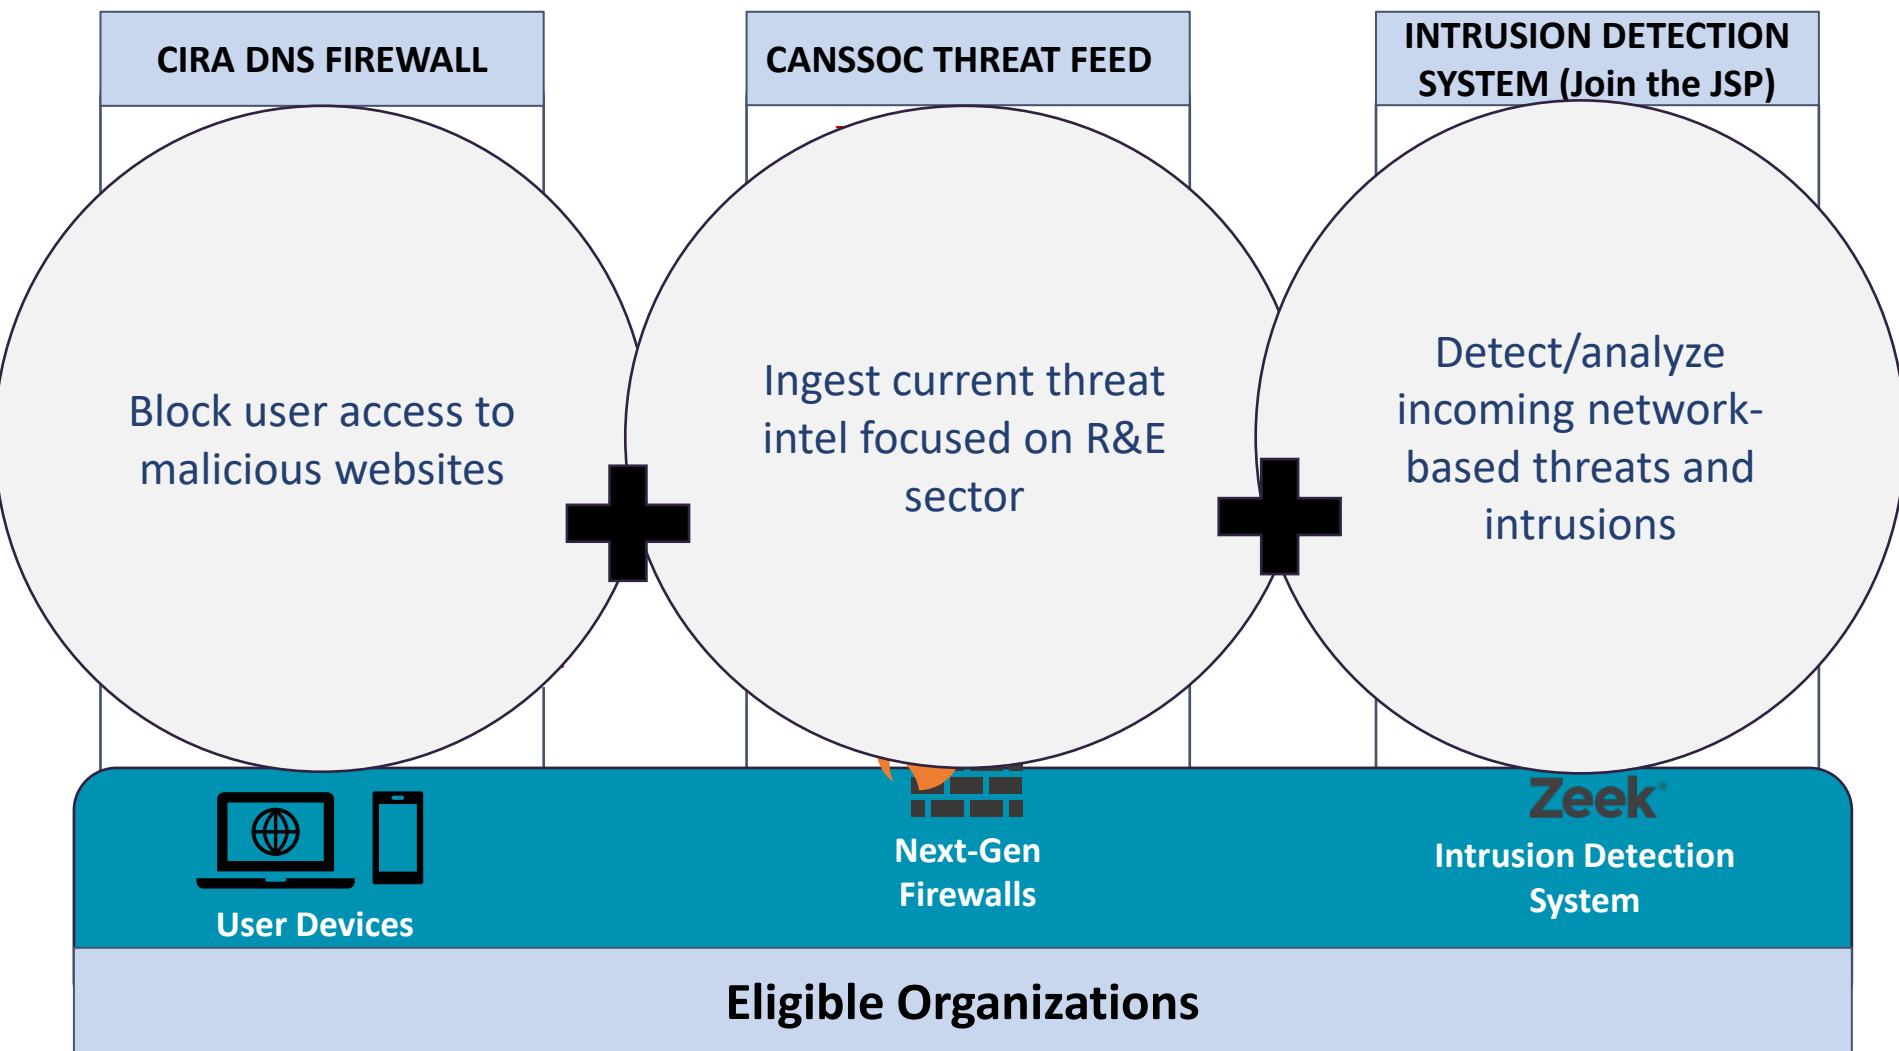 CIRA DNS FIREWALL
CANSSOC THREAT FEED
INTRUSION DETECTION
SYSTEM (Join the JSP)
Block user access to
malicious websites
Ingest current threat
intel focused on R&E
sector
Detect/analyze
incoming network-
based threats and
intrusions
User Devices
Next-Gen
Firewalls
Zeek®
Intrusion Detection
System
Eligible Organizations